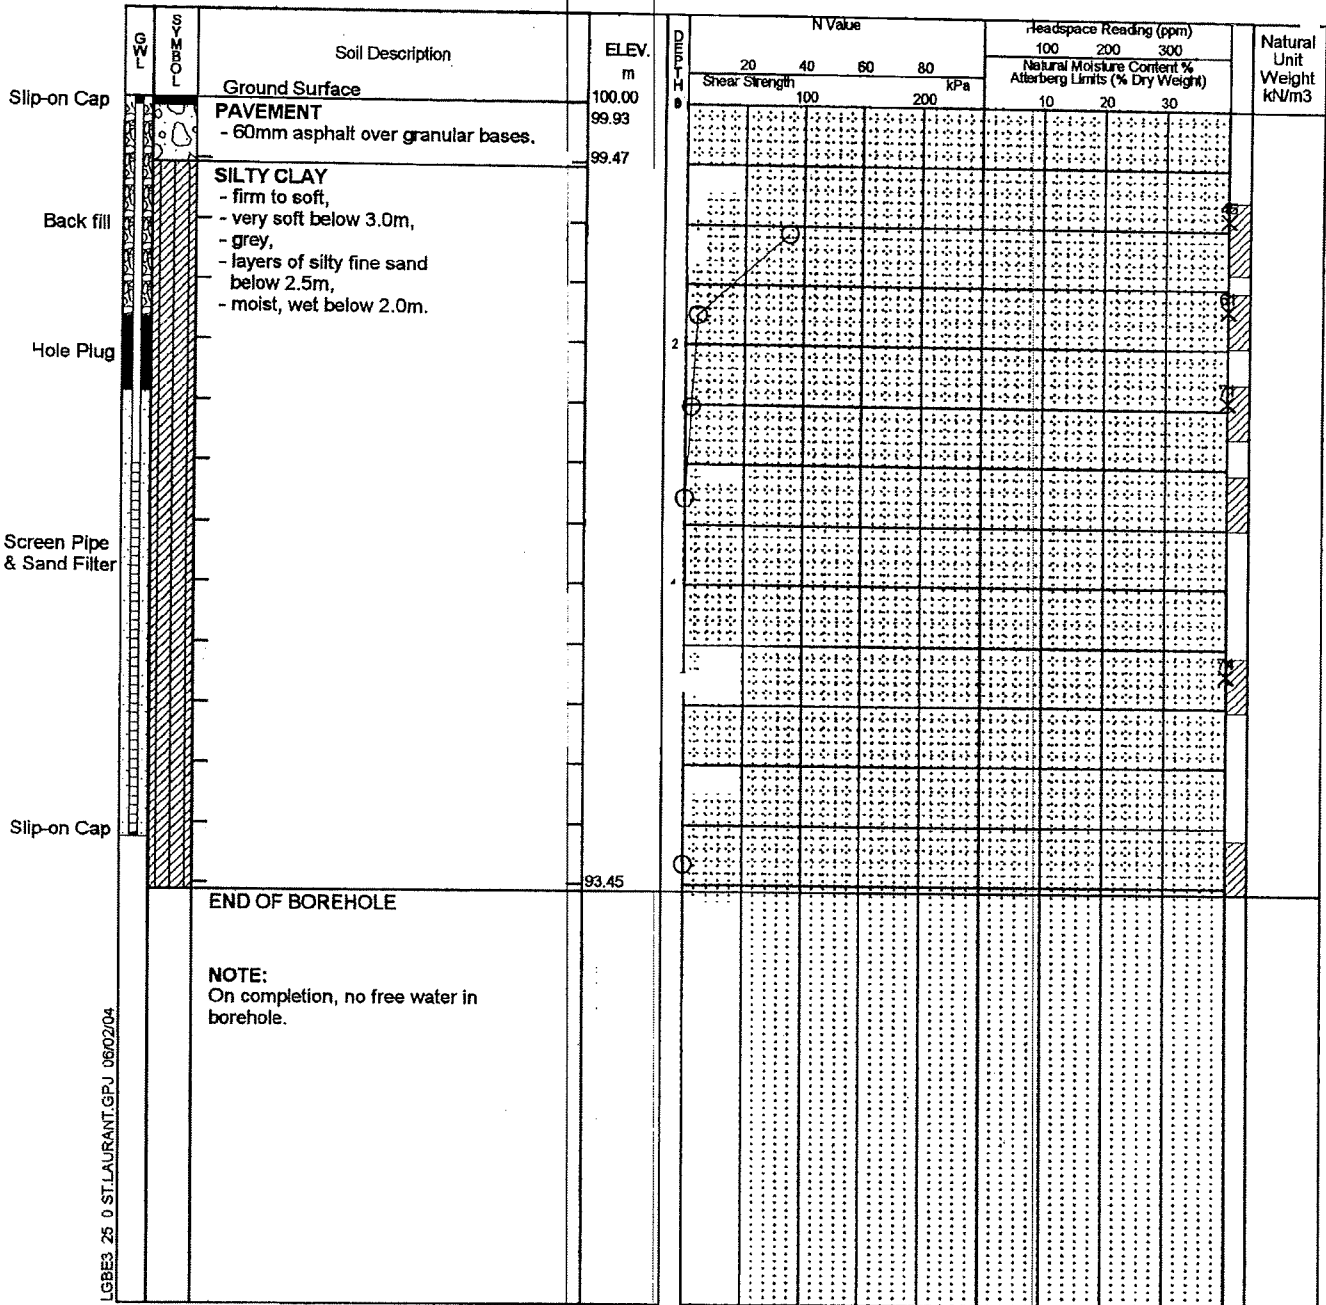 GWL
SYMBOL
Soil Description
ELEV.
m
DEPTH
N Value
20 40 60 80
Shear Strength kPa
100 200
Headspace Reading (ppm)
100 200 300
Natural Moisture Content %
Atterberg Limits (% Dry Weight)
10 20 30
Natural
Unit
Weight
kN/m3
Slip-on Cap
Ground Surface
100.00
PAVEMENT
99.93
- 60mm asphalt over granular bases.
99.47
SILTY CLAY
- firm to soft,
- very soft below 3.0m,
- grey,
- layers of silty fine sand
below 2.5m,
- moist, wet below 2.0m.
Back fill
Hole Plug
2
Screen Pipe
& Sand Filter
Slip-on Cap
93.45
END OF BOREHOLE
NOTE:
On completion, no free water in
borehole.
LGBE3 25 0 ST.LAURANT.GPJ 06/02/04